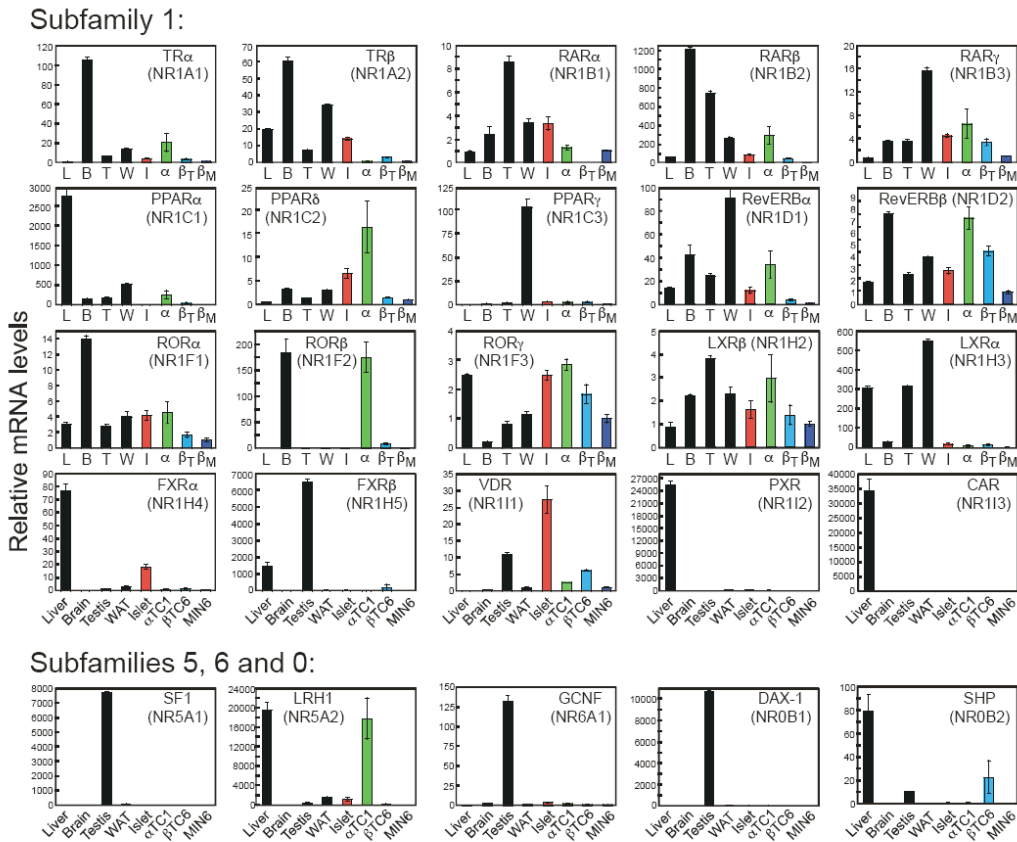 Subfamily 1:
Relative mRNA levels
TRα
(NR1A1)
120
100
80
60
40
20
0
L B T W I α βT βM
TRβ
(NR1A2)
70
60
50
40
30
20
10
0
L B T W I α βT βM
RARα
(NR1B1)
10
9
8
7
6
5
4
3
2
1
0
L B T W I α βT βM
RARβ
(NR1B2)
1200
1000
800
600
400
200
0
L B T W I α βT βM
RARγ
(NR1B3)
20
16
12
8
4
0
L B T W I α βT βM
PPARα
(NR1C1)
3000
2500
2000
1500
1000
500
0
L B T W I α βT βM
PPARδ
(NR1C2)
25
20
15
10
5
0
L B T W I α βT βM
PPARγ
(NR1C3)
120
100
80
60
40
20
0
L B T W I α βT βM
RevERBα
(NR1D1)
100
80
60
40
20
0
L B T W I α βT βM
RevERBβ (NR1D2)
9
8
7
6
5
4
3
2
1
0
L B T W I α βT βM
RORα
(NR1F1)
14
12
10
8
6
4
2
0
L B T W I α βT βM
RORβ
(NR1F2)
200
150
100
50
0
L B T W I α βT βM
RORγ
(NR1F3)
4
3
2
1
0
L B T W I α βT βM
LXRβ (NR1H2)
5
4
3
2
1
0
L B T W I α βT βM
LXRα
(NR1H3)
600
500
400
300
200
100
0
L B T W I α βT βM
FXRα
(NR1H4)
90
80
70
60
50
40
30
20
10
0
Liver Brain Testis WAT Islet αTC1 βTC6 MIN6
FXRβ
(NR1H5)
7000
6000
5000
4000
3000
2000
1000
0
Liver Brain Testis WAT Islet αTC1 βTC6 MIN6
VDR
(NR1I1)
35
30
25
20
15
10
5
0
Liver Brain Testis WAT Islet αTC1 βTC6 MIN6
PXR
(NR1I2)
27000
24000
21000
18000
15000
12000
9000
6000
3000
0
Liver Brain Testis WAT Islet αTC1 βTC6 MIN6
CAR
(NR1I3)
40000
35000
30000
25000
20000
15000
10000
5000
0
Liver Brain Testis WAT Islet αTC1 βTC6 MIN6
Subfamilies 5, 6 and 0:
SF1
(NR5A1)
8000
7000
6000
5000
4000
3000
2000
1000
0
Liver Brain Testis WAT Islet αTC1 βTC6 MIN6
LRH1
(NR5A2)
24000
20000
16000
12000
8000
4000
0
Liver Brain Testis WAT Islet αTC1 βTC6 MIN6
GCNF
(NR6A1)
150
125
100
75
50
25
0
Liver Brain Testis WAT Islet αTC1 βTC6 MIN6
DAX-1
(NR0B1)
10000
8000
6000
4000
2000
0
Liver Brain Testis WAT Islet αTC1 βTC6 MIN6
SHP
(NR0B2)
100
80
60
40
20
0
Liver Brain Testis WAT Islet αTC1 βTC6 MIN6